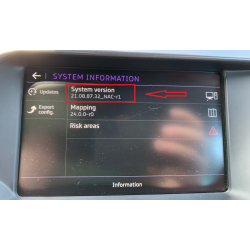 SYSTEM INFORMATION
Updates
System version
21.08.87.32_NAC-r1
Export
config.
Mapping
24.0.0-r0
Risk areas
Information